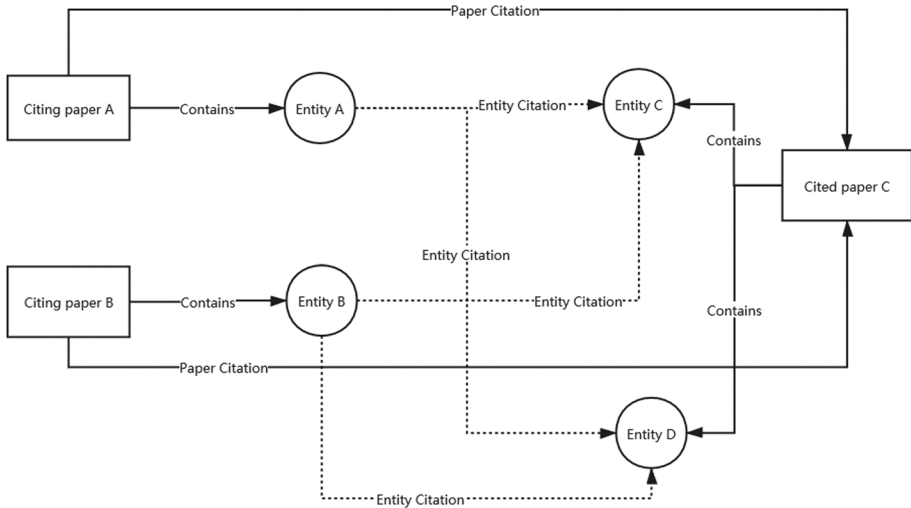 Paper Citation
Citing paper A
Contains
Entity A
Entity Citation
Entity C
Contains
Cited paper C
Entity Citation
Citing paper B
Contains
Entity B
Entity Citation
Contains
Paper Citation
Entity D
Entity Citation